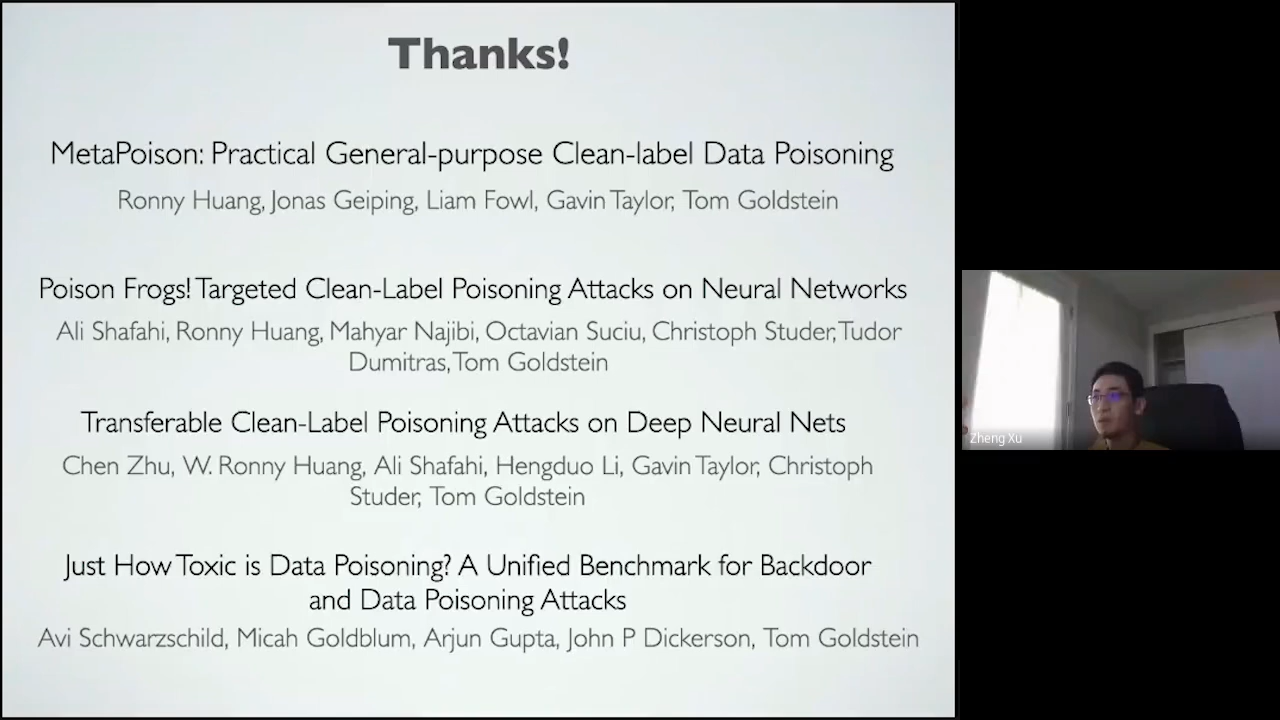 Thanks!
MetaPoison: Practical General-purpose Clean-label Data Poisoning
Ronny Huang, Jonas Geiping, Liam Fowl, Gavin Taylor, Tom Goldstein
Poison Frogs! Targeted Clean-Label Poisoning Attacks on Neural Networks
Ali Shafahi, Ronny Huang, Mahyar Najibi, Octavian Suciu, Christoph Studer, Tudor
Dumitras, Tom Goldstein
Transferable Clean-Label Poisoning Attacks on Deep Neural Nets
Chen Zhu, W. Ronny Huang, Ali Shafahi, Hengduo Li, Gavin Taylor, Christoph
Studer, Tom Goldstein
Just How Toxic is Data Poisoning? A Unified Benchmark for Backdoor
and Data Poisoning Attacks
Avi Schwarzschild, Micah Goldblum, Arjun Gupta, John P Dickerson, Tom Goldstein
Zheng Xu